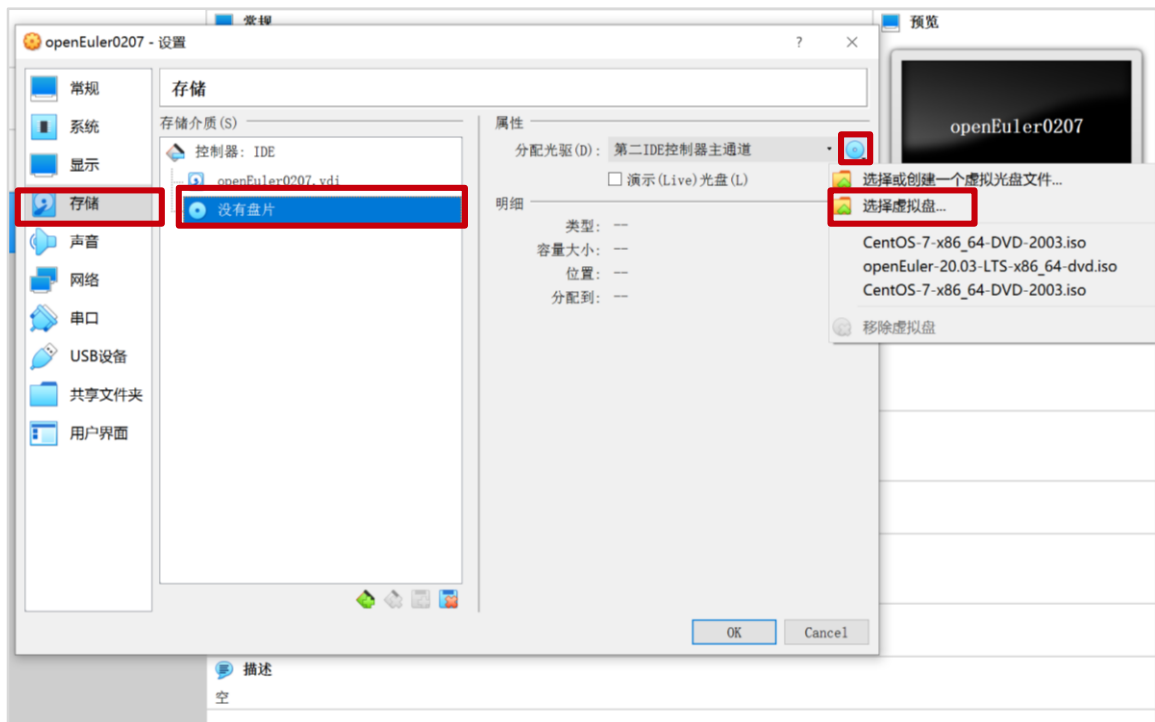 常规
预览
openEuler0207 - 设置
?
常规
系统
显示
存储
声音
网络
串口
USB设备
共享文件夹
用户界面
存储
存储介质(S)
控制器: IDE
openEuler0207.vdi
没有盘片
属性
分配光驱(D): 第二IDE控制器主通道
演示(Live)光盘(L)
明细
类型: --
容量大小: --
位置: --
分配到: --
OK
Cancel
openEuler0207
选择或创建一个虚拟光盘文件...
选择虚拟盘...
CentOS-7-x86_64-DVD-2003.iso
openEuler-20.03-LTS-x86_64-dvd.iso
CentOS-7-x86_64-DVD-2003.iso
移除虚拟盘
描述
空